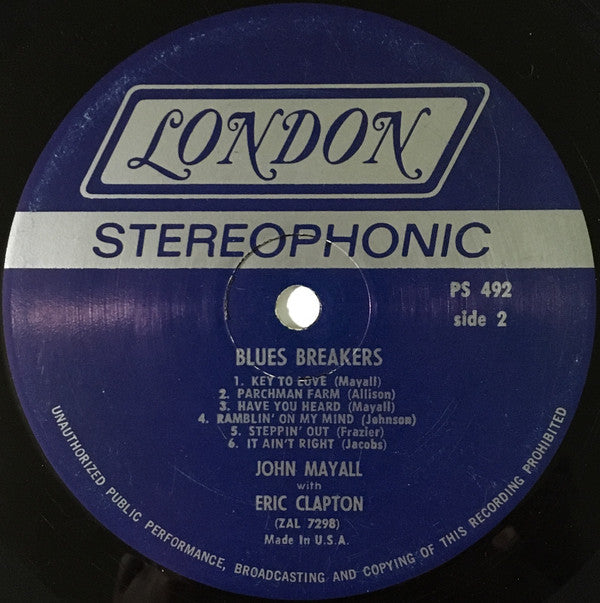 LONDON
STEREOPHONIC
PS 492
side 2
BLUES BREAKERS
1. KEY TO LOVE (Mayall)
2. PARCHMAN FARM (Allison)
3. HAVE YOU HEARD (Mayall)
4. RAMBLIN' ON MY MIND (Johnson)
5. STEPPIN' OUT (Frazier)
6. IT AIN'T RIGHT (Jacobs)
JOHN MAYALL
with
ERIC CLAPTON
(ZAL 7298)
Made In U.S.A.
UNAUTHORIZED PUBLIC PERFORMANCE, BROADCASTING AND COPYING OF THIS RECORDING PROHIBITED